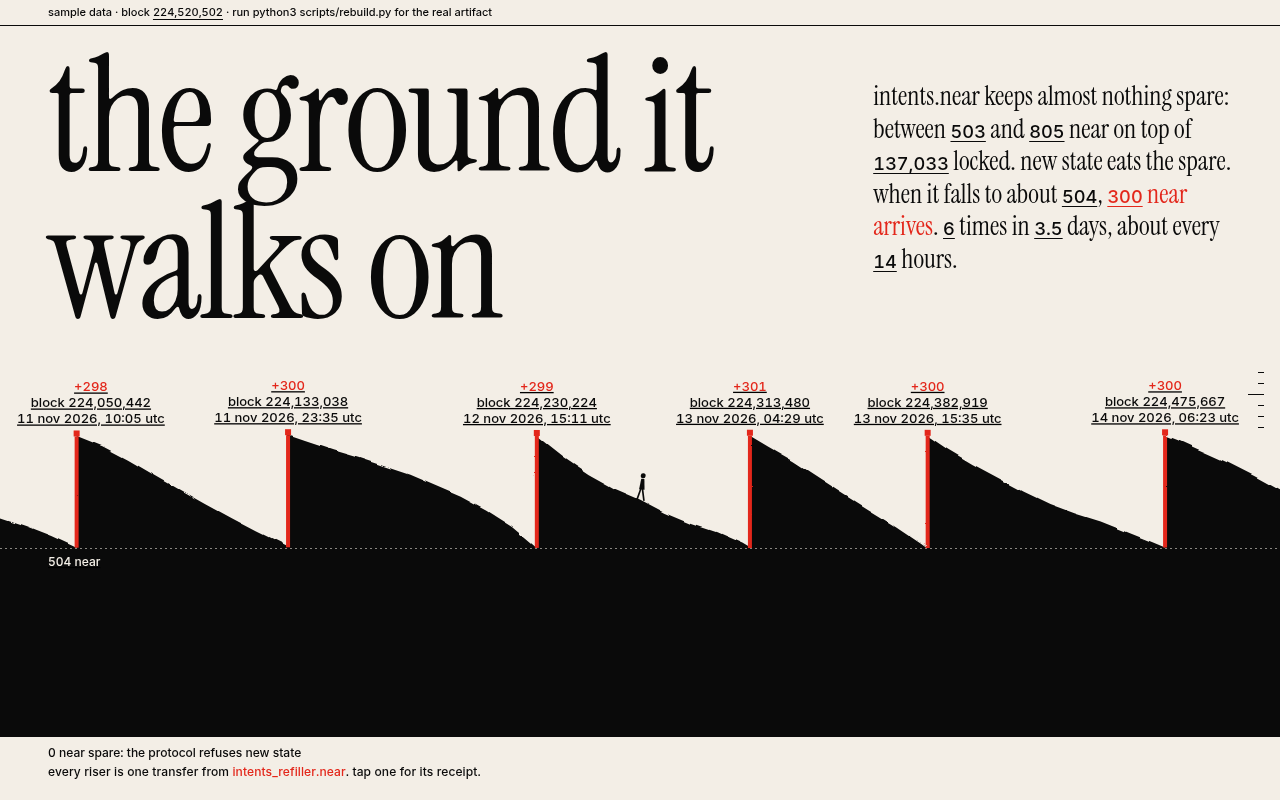 sample data · block 224,520,502 · run python3 scripts/rebuild.py for the real artifact
the ground it
walks on
intents.near keeps almost nothing spare:
between 503 and 805 near on top of
137,033 locked. new state eats the spare.
when it falls to about 504, 300 near
arrives. 6 times in 3.5 days, about every
14 hours.
+298
block 224,050,442
11 nov 2026, 10:05 utc
+300
block 224,133,038
11 nov 2026, 23:35 utc
+299
block 224,230,224
12 nov 2026, 15:11 utc
+301
block 224,313,480
13 nov 2026, 04:29 utc
+300
block 224,382,919
13 nov 2026, 15:35 utc
+300
block 224,475,667
14 nov 2026, 06:23 utc
504 near
0 near spare: the protocol refuses new state
every riser is one transfer from intents_refiller.near. tap one for its receipt.